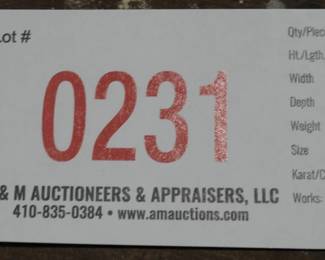 Lot #
0231
& M AUCTIONEERS & APPRAISERS, LLC
410-835-0384 • www.amauctions.com
Qty/Piec
Ht./Lgth.
Width
Depth
Weight
Size
Karat/C
Works: